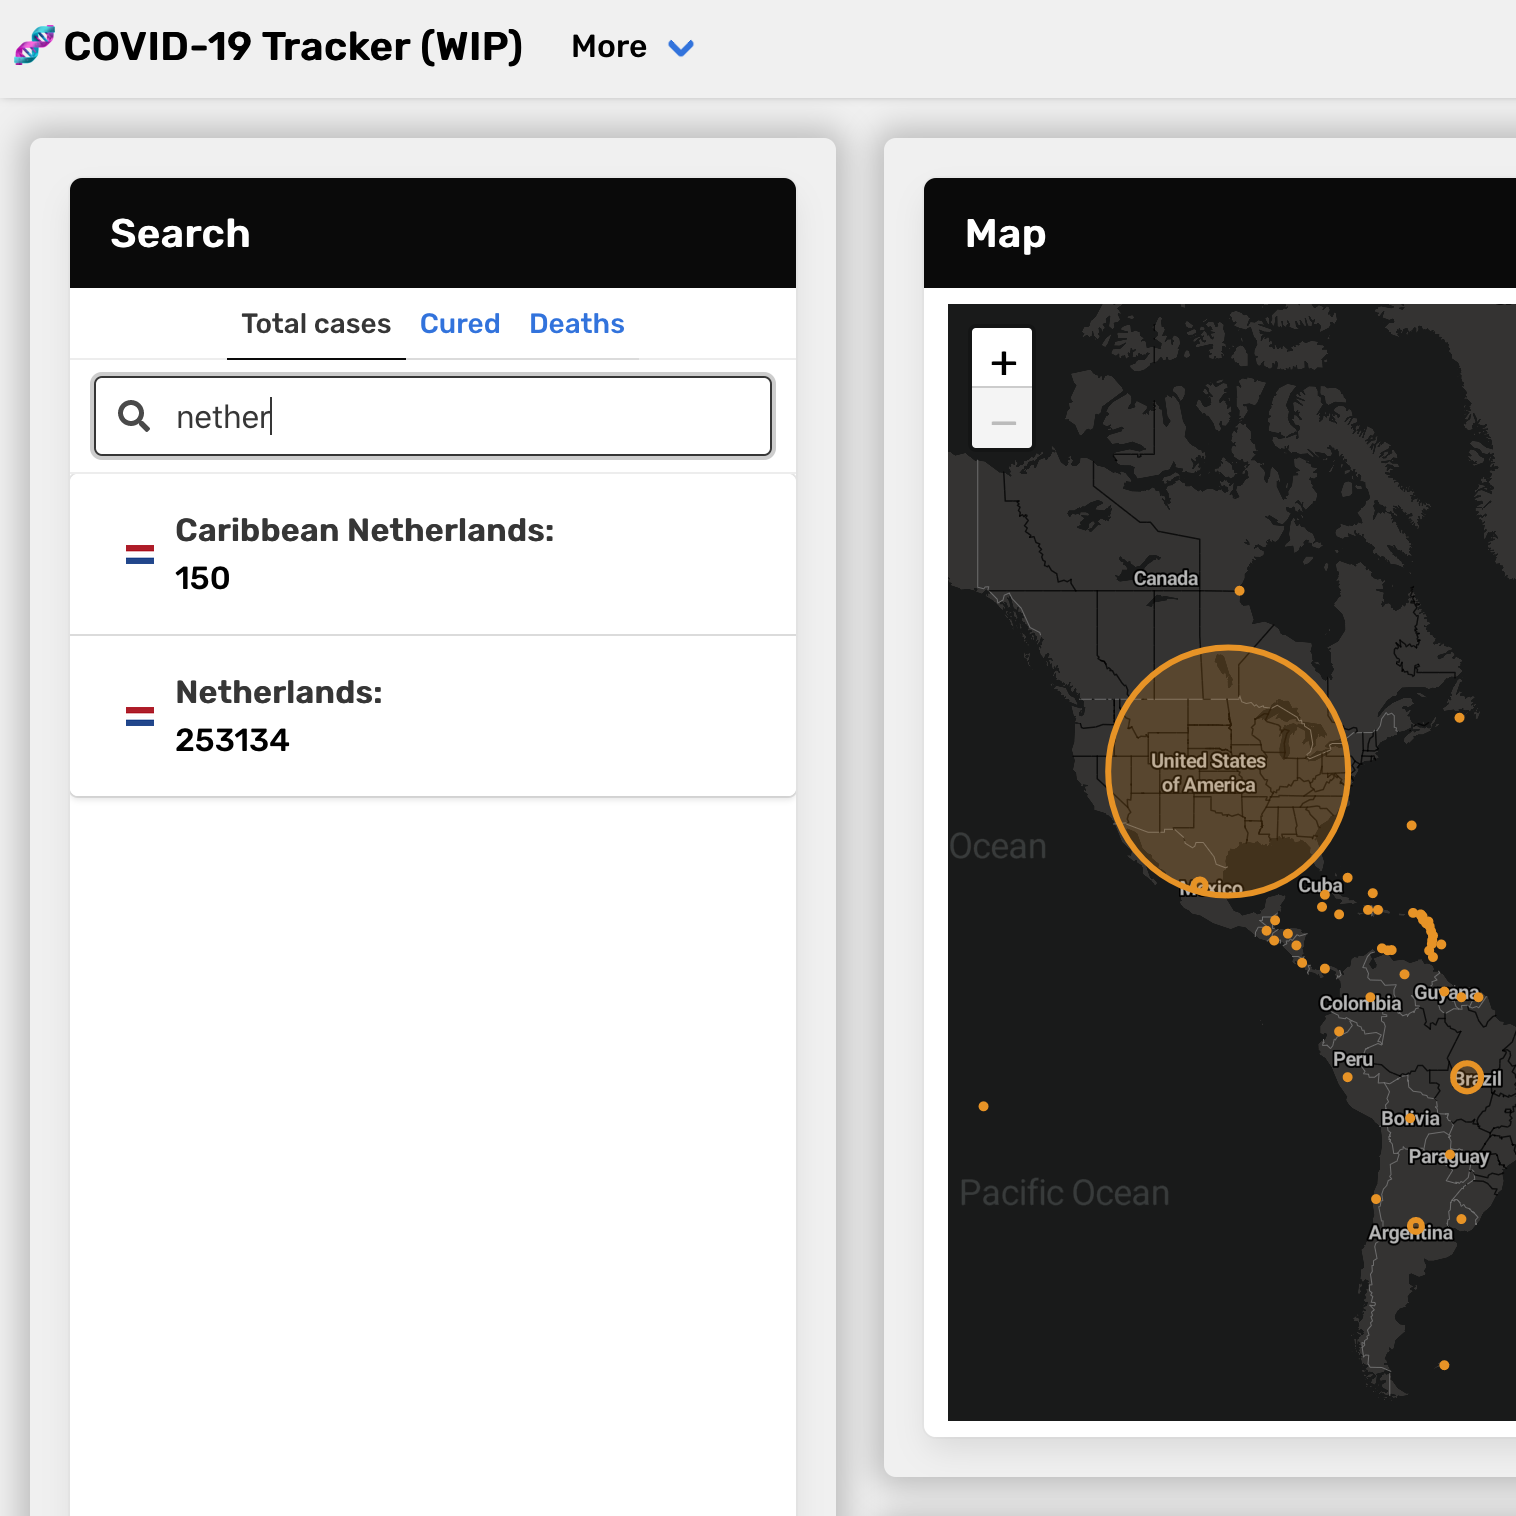 COVID-19 Tracker (WIP) More
Search
Total cases Cured Deaths
nether
Caribbean Netherlands:
150
Netherlands:
253134
Map
+
−
Canada
United States
of America
Ocean
Mexico
Cuba
Colombia
Guyana
Peru
Brazil
Bolivia
Paraguay
Pacific Ocean
Argentina